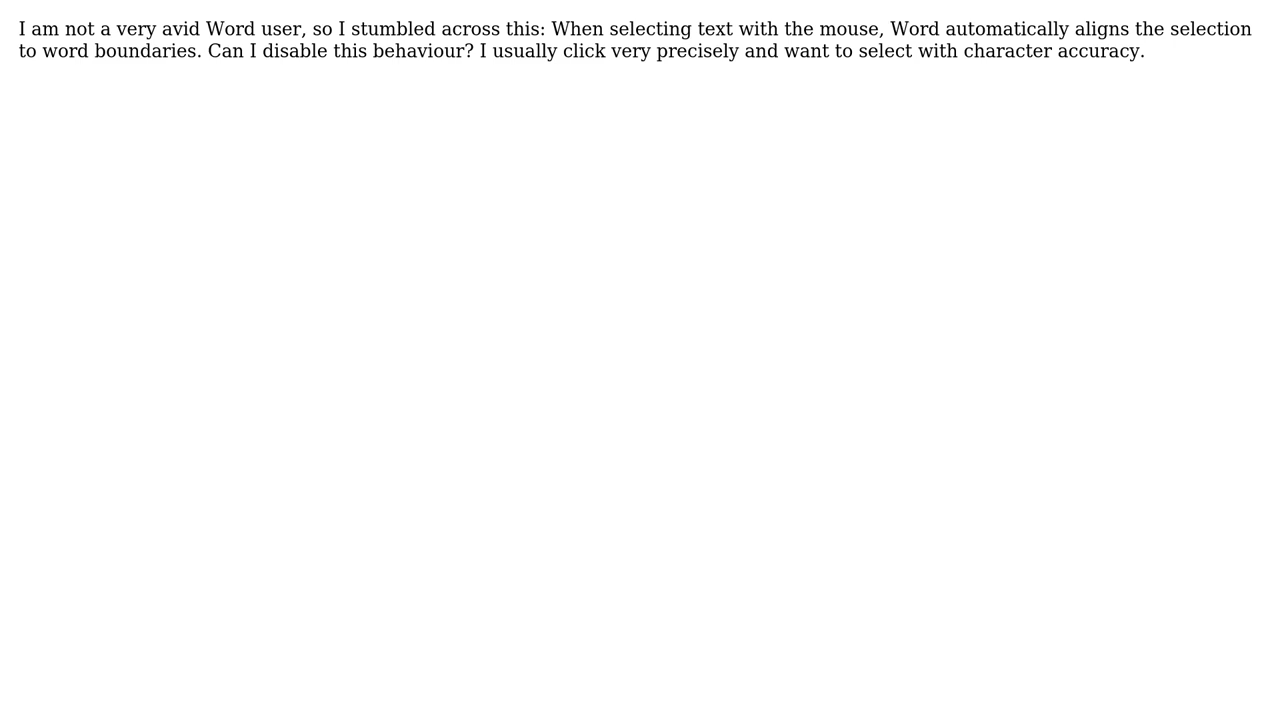 I am not a very avid Word user, so I stumbled across this: When selecting text with the mouse, Word automatically aligns the selection
to word boundaries. Can I disable this behaviour? I usually click very precisely and want to select with character accuracy.